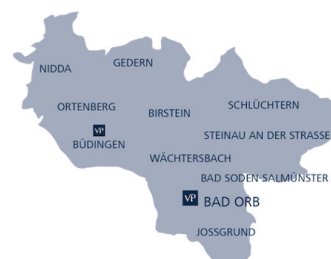 GEDERN
NIDDA
ORTENBERG
BIRSTEIN
SCHLÜCHTERN
VP
STEINAU AN DER STRASSE
BÜDINGEN
WÄCHTERSBACH
BAD SODEN-SALMÜNSTER
VP BAD ORB
JOSSGRUND